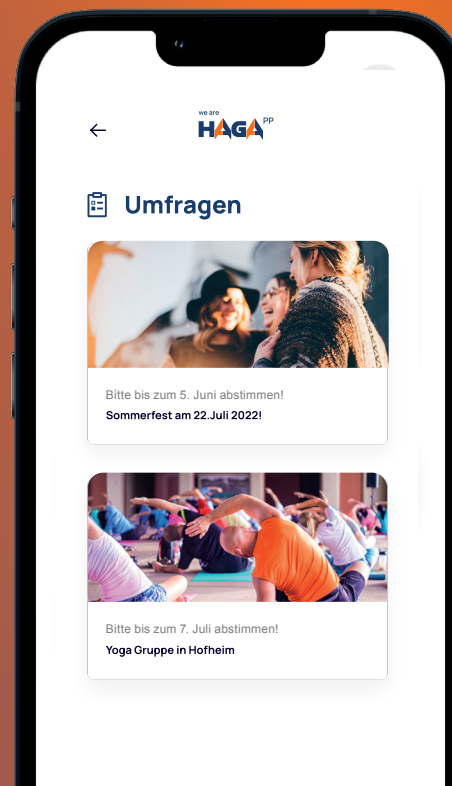 we are
HAGA PP
Umfragen
Bitte bis zum 5. Juni abstimmen!
Sommerfest am 22.Juli 2022!
Bitte bis zum 7. Juli abstimmen!
Yoga Gruppe in Hofheim